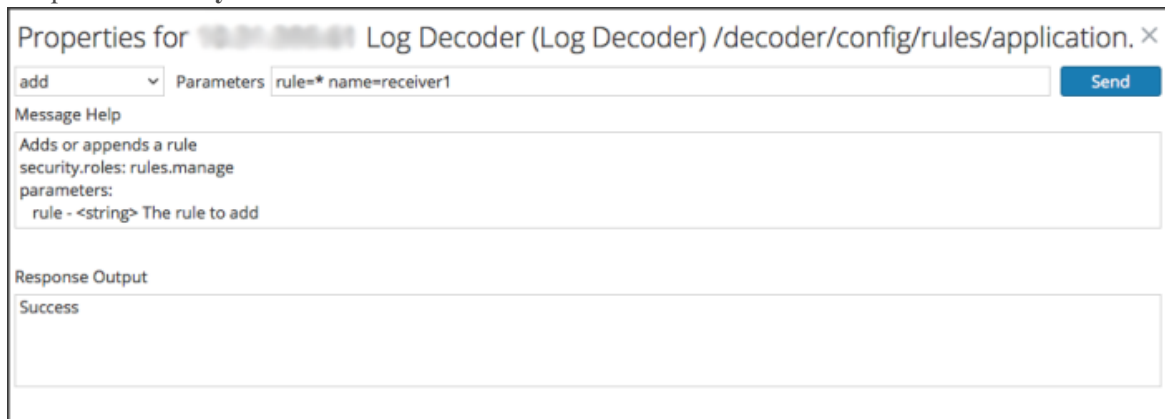 Properties for Log Decoder (Log Decoder) /decoder/config/rules/application. ×
add Parameters rule=* name=receiver1 Send
Message Help
Adds or appends a rule
security.roles: rules.manage
parameters:
rule - <string> The rule to add
Response Output
Success